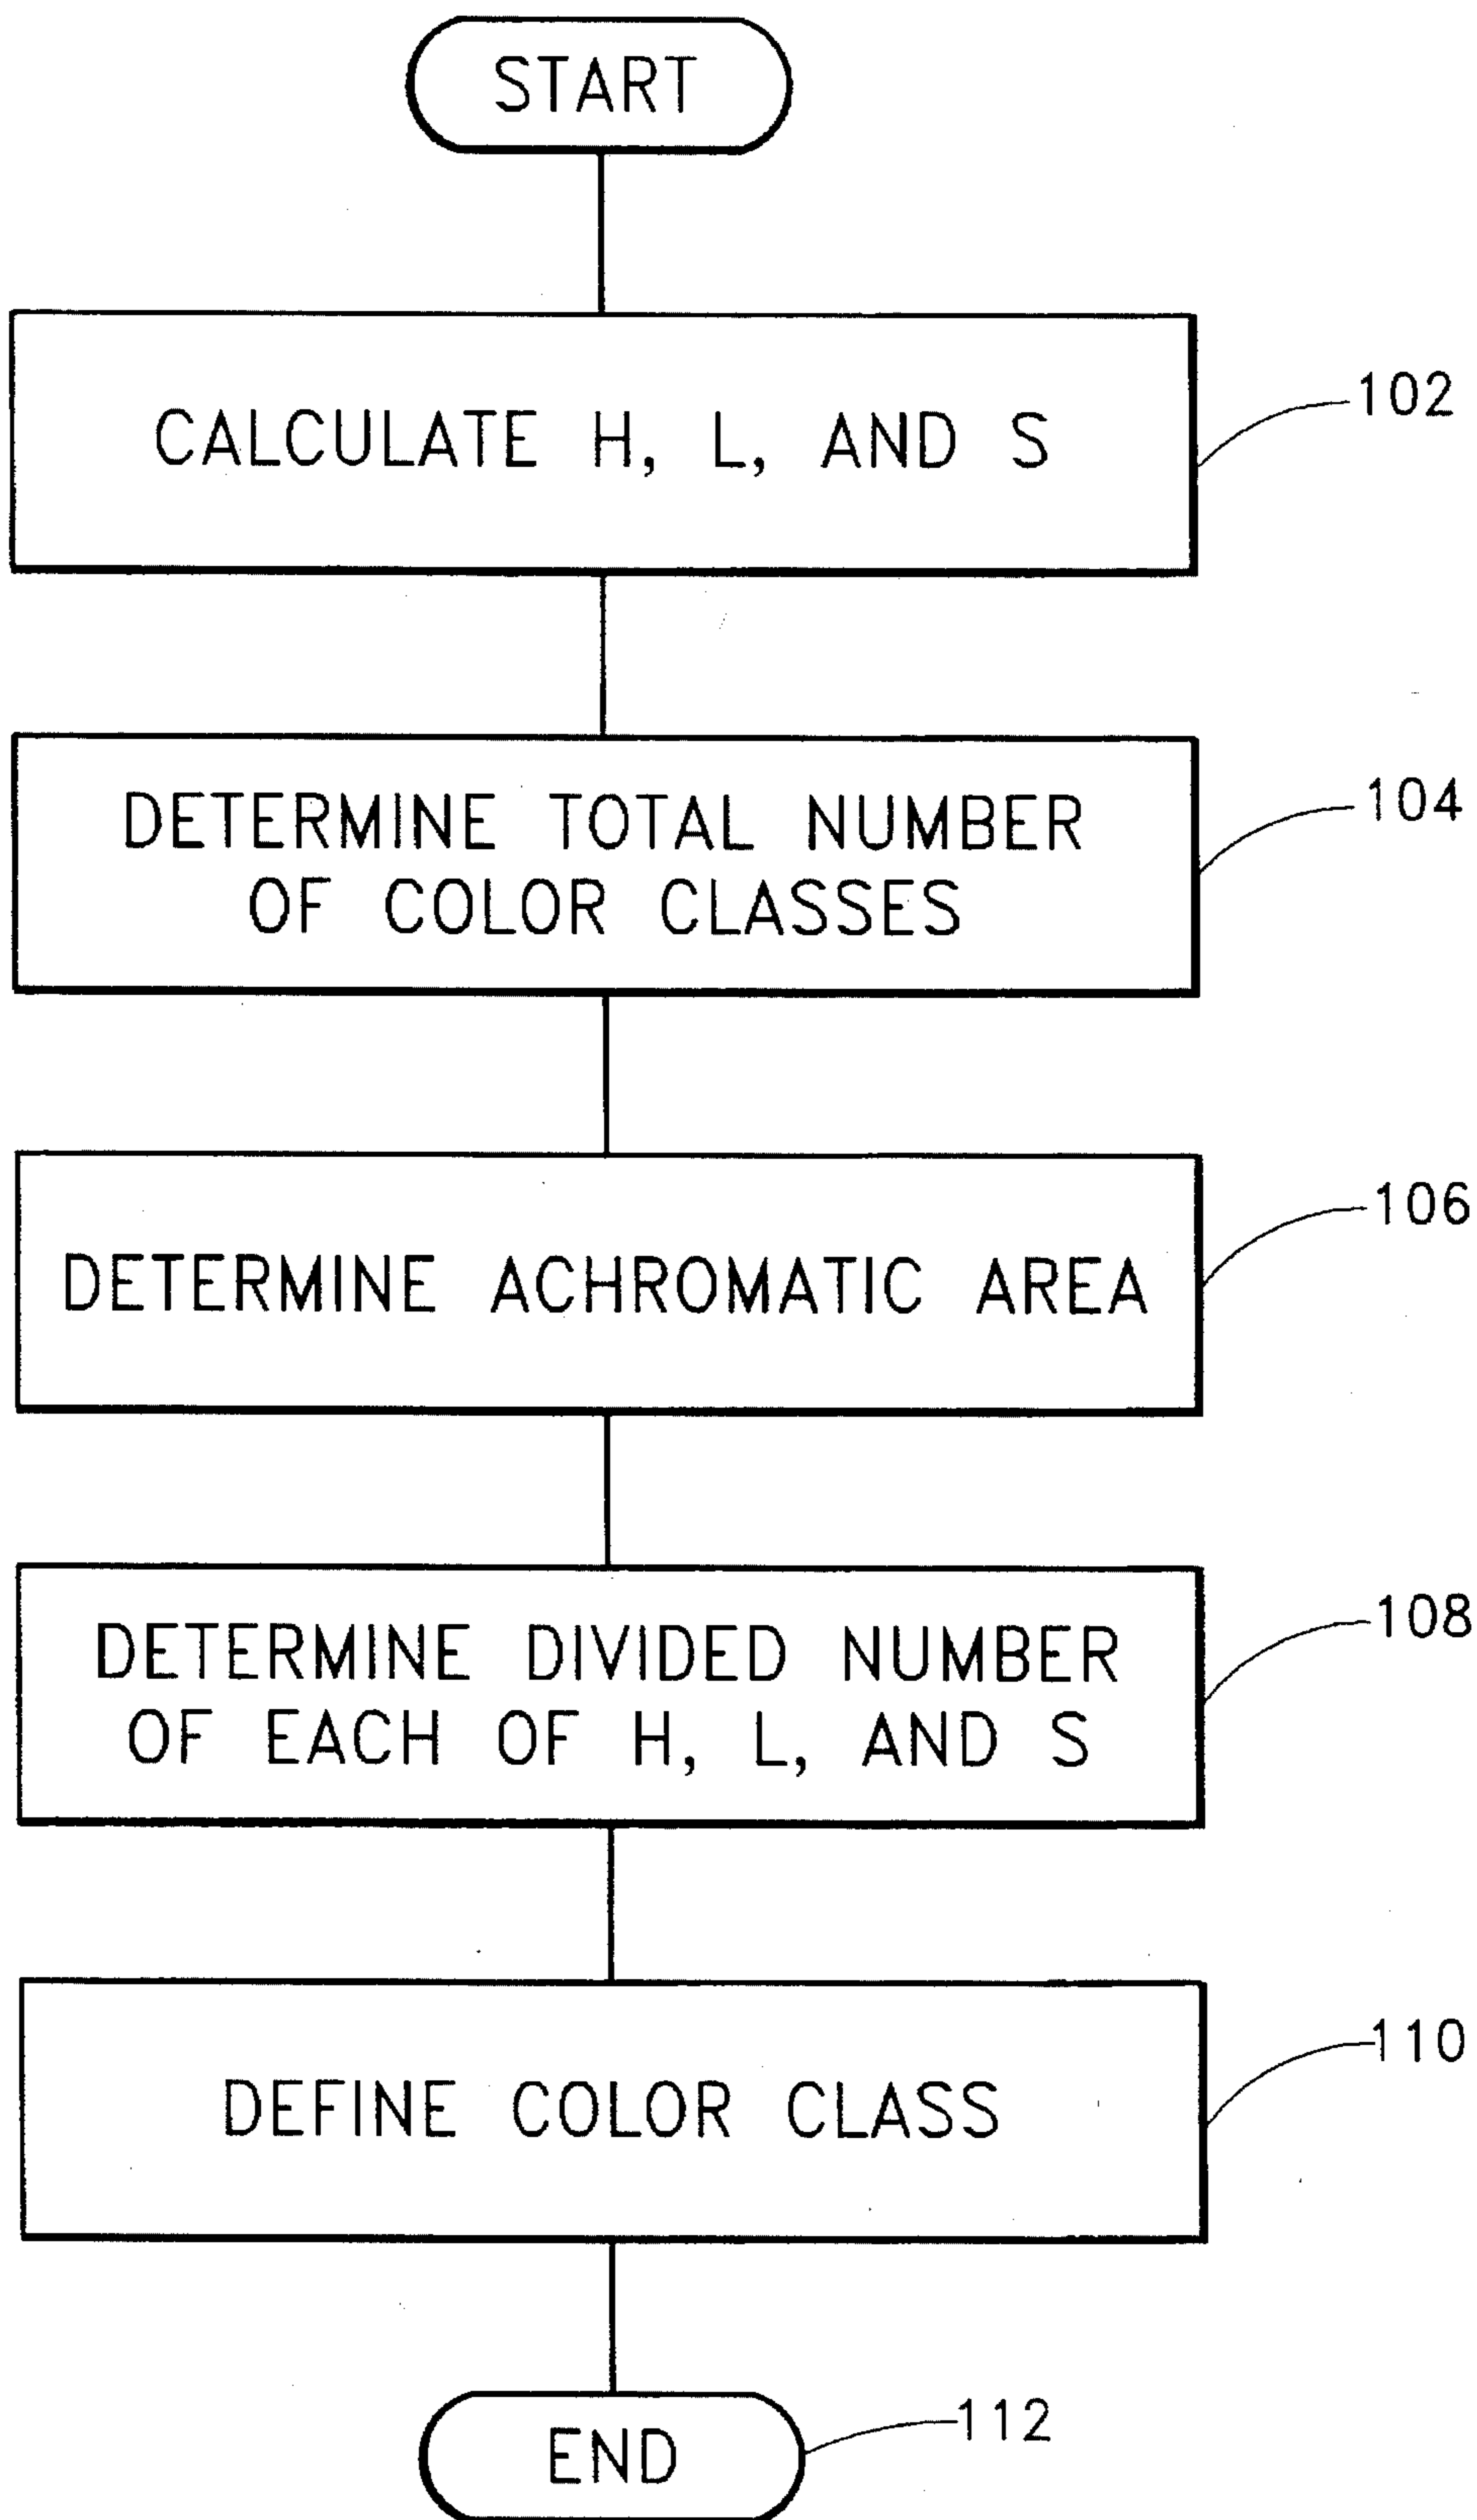 START
CALCULATE H, L, AND S
102
DETERMINE TOTAL NUMBER
OF COLOR CLASSES
104
DETERMINE ACHROMATIC AREA
106
DETERMINE DIVIDED NUMBER
OF EACH OF H, L, AND S
108
DEFINE COLOR CLASS
110
END
112